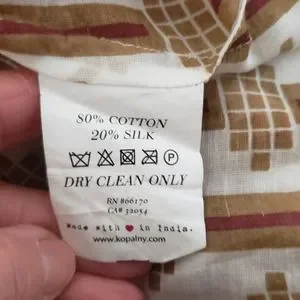 80% COTTON
20% SILK
P
DRY CLEAN ONLY
RN #66170
CA# 32054
Made with ♥ in India.
www.kopalny.com